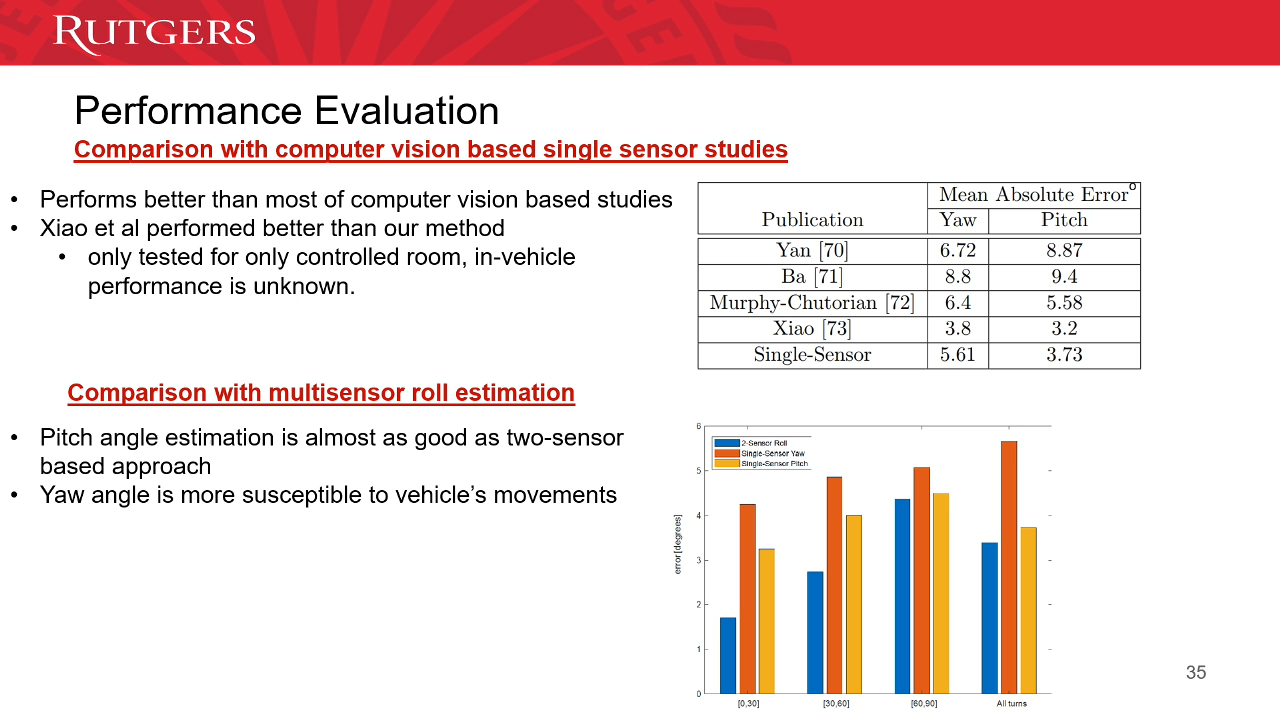 RUTGERS
Performance Evaluation
Comparison with computer vision based single sensor studies
• Performs better than most of computer vision based studies
• Xiao et al performed better than our method
• only tested for only controlled room, in-vehicle
performance is unknown.
Mean Absolute Error°
Publication Yaw Pitch
Yan [70] 6.72 8.87
Ba [71] 8.8 9.4
Murphy-Chutorian [72] 6.4 5.58
Xiao [73] 3.8 3.2
Single-Sensor 5.61 3.73
Comparison with multisensor roll estimation
• Pitch angle estimation is almost as good as two-sensor
based approach
• Yaw angle is more susceptible to vehicle's movements
2-Sensor Roll
Single-Sensor Yaw
Single-Sensor Pitch
error [degrees]
6
5
4
3
2
1
0
[0,30] [30,60] [60,90] All turns
35